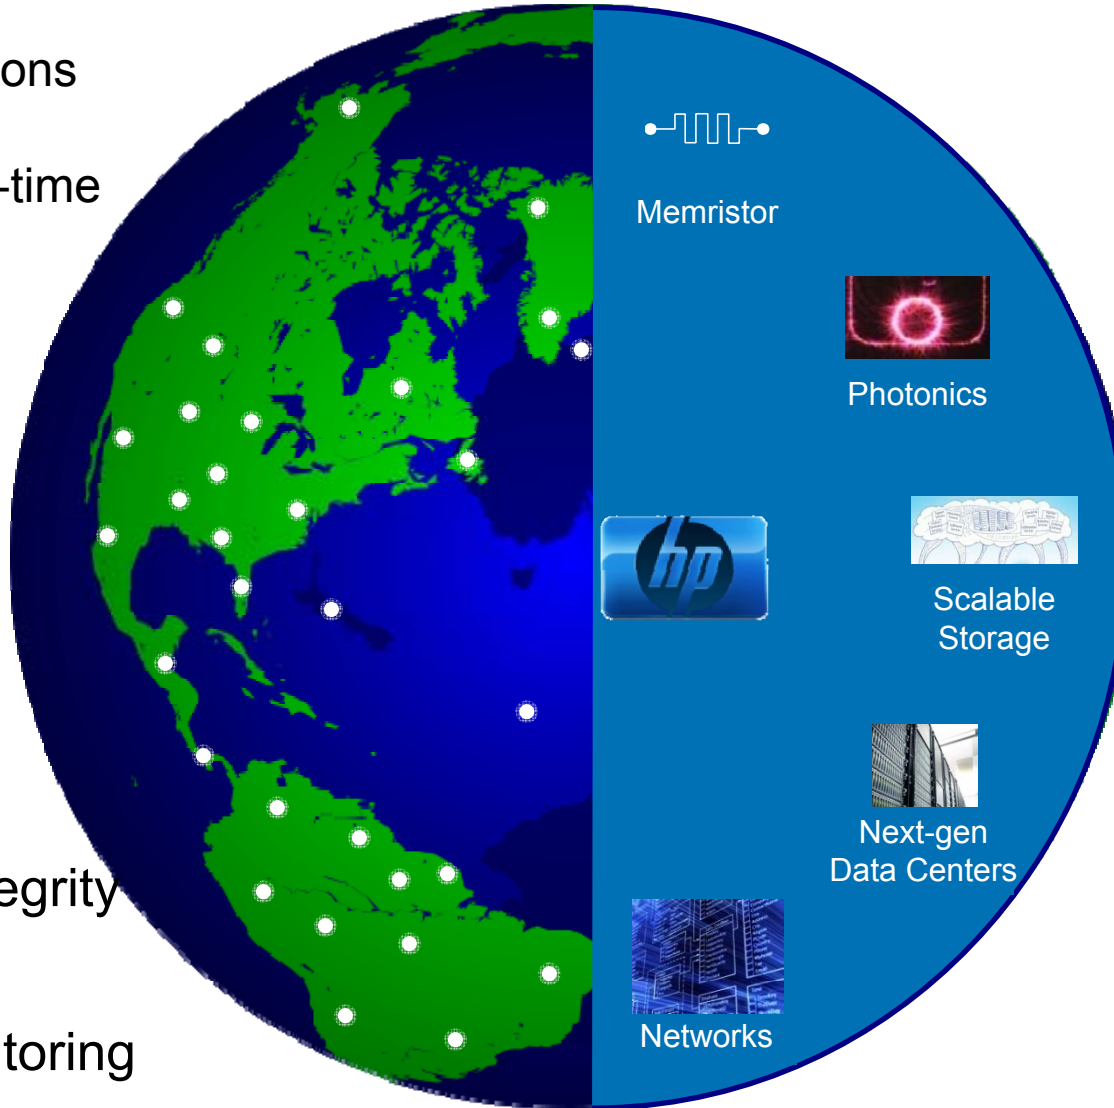 ons
-time
Memristor
Photonics
hp
Scalable
Storage
Next-gen
Data Centers
egrity
Networks
toring